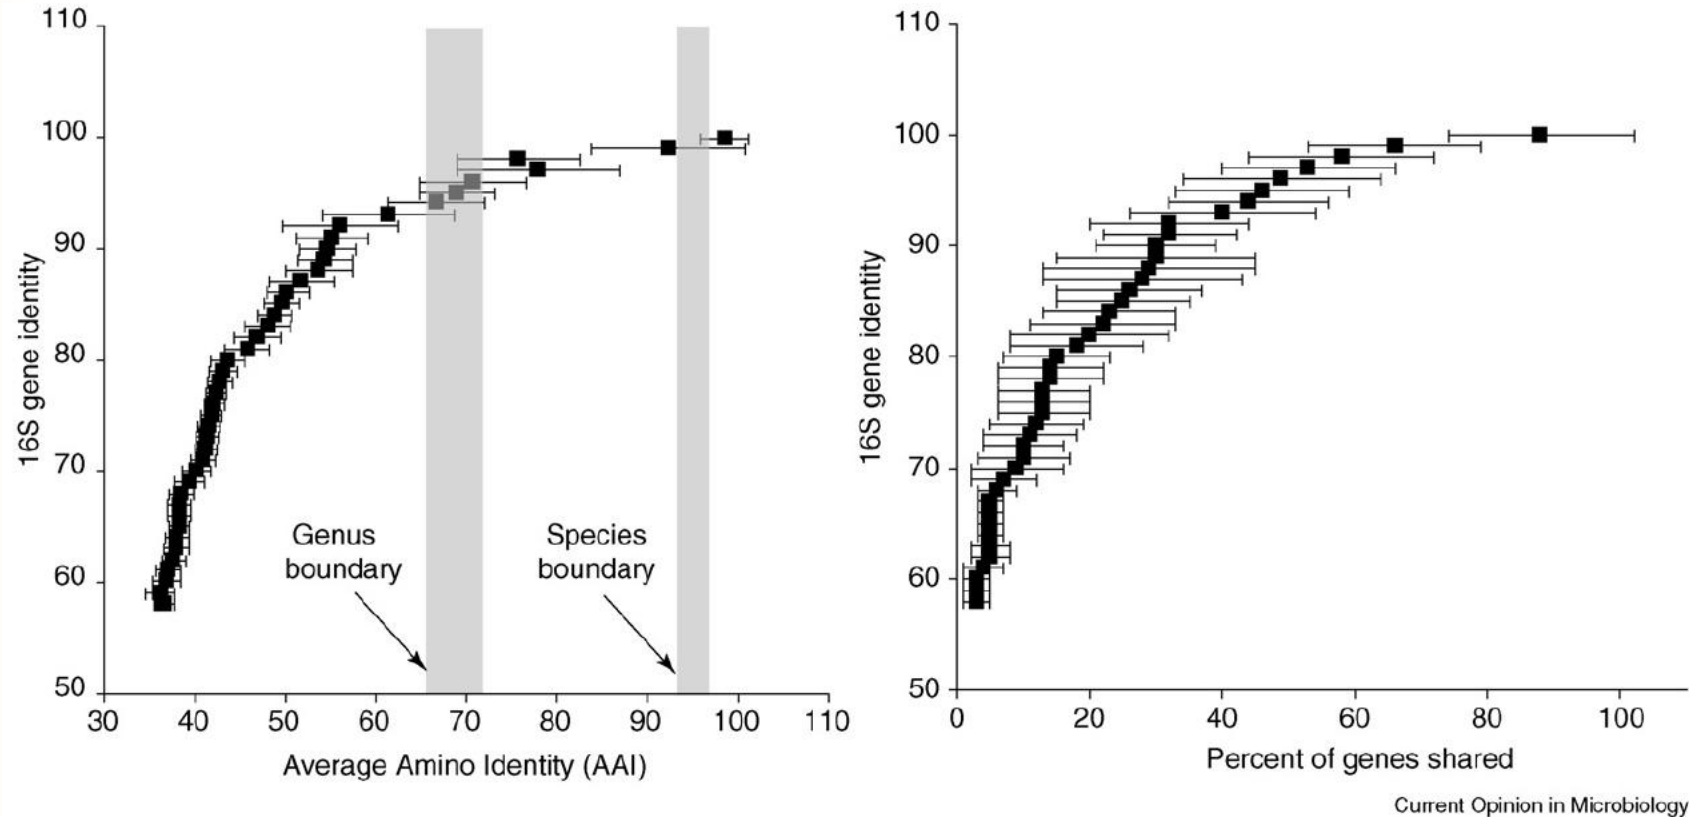 110
100
90
80
70
60
50
16S gene identity
Genus
boundary
Species
boundary
30 40 50 60 70 80 90 100 110
Average Amino Identity (AAI)
110
100
90
80
70
60
50
16S gene identity
0 20 40 60 80 100
Percent of genes shared
Current Opinion in Microbiology